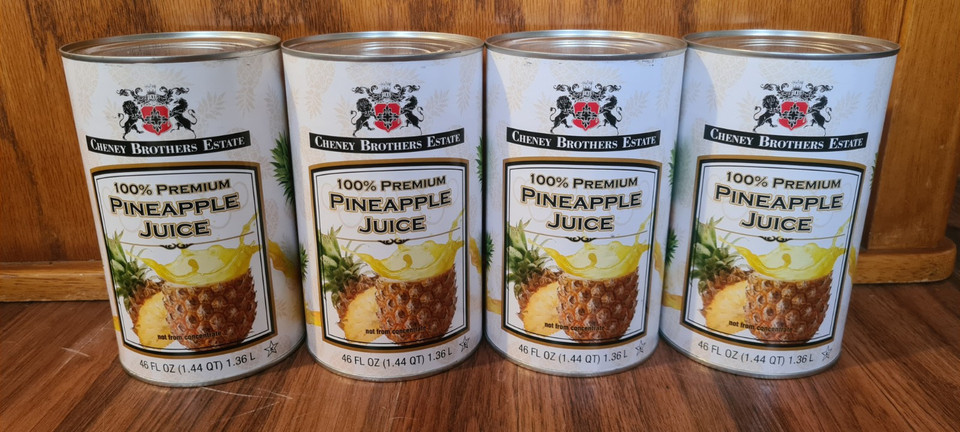 CHENEY BROTHERS ESTATE
100% PREMIUM
PINEAPPLE
JUICE
not from concentrate
46 FL OZ (1.44 QT) 1.36 L
CHENEY BROTHERS ESTATE
100% PREMIUM
PINEAPPLE
JUICE
not from concentrate
46 FL OZ (1.44 QT) 1.36 L
CHENEY BROTHERS ESTATE
100% PREMIUM
PINEAPPLE
JUICE
not from concentrate
46 FL OZ (1.44 QT) 1.36 L
CHENEY BROTHERS ESTATE
100% PREMIUM
PINEAPPLE
JUICE
not from concentrate
46 FL OZ (1.44 QT) 1.36 L